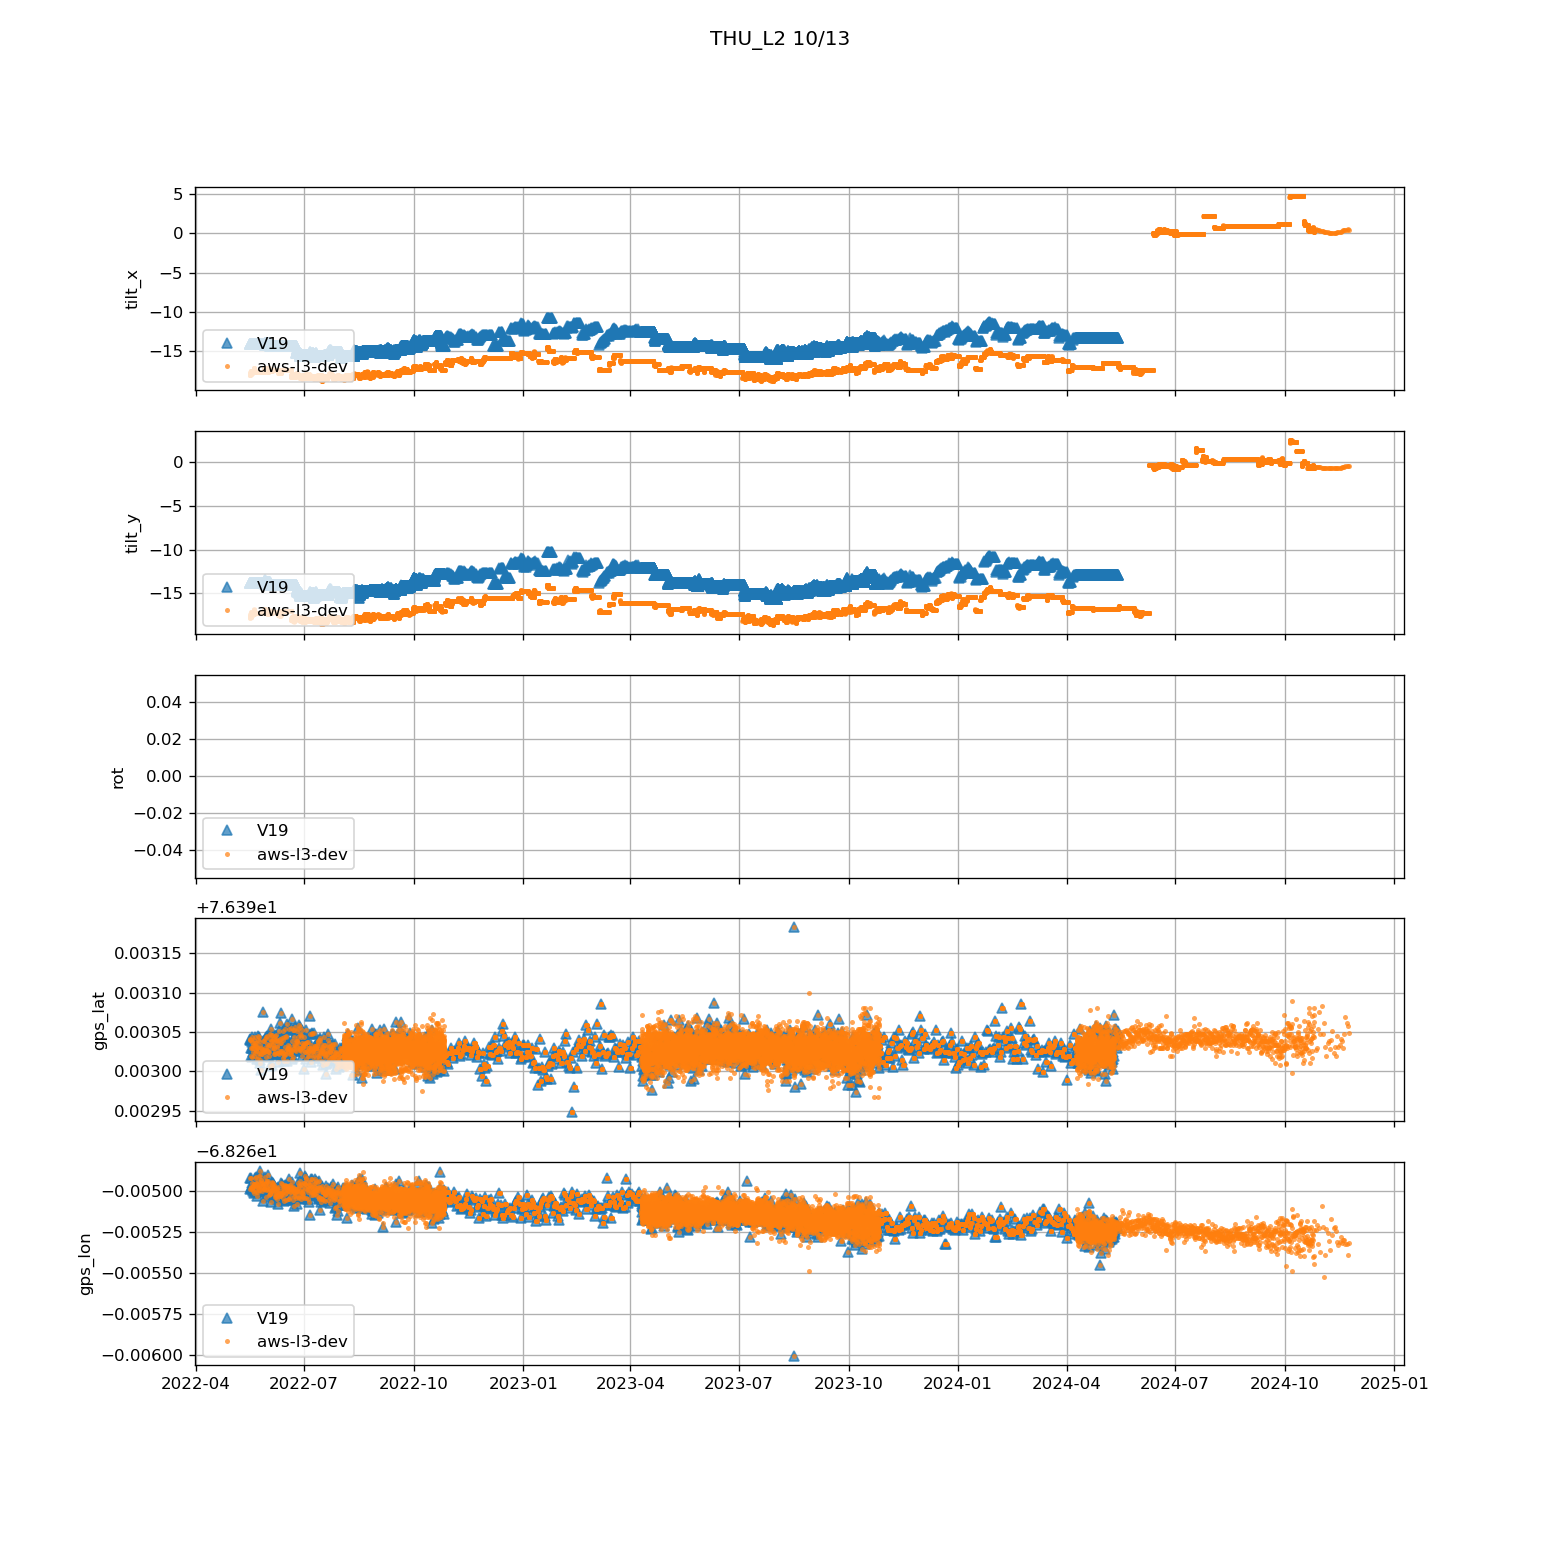 THU_L2 10/13
5
0
−5
−10
−15
tilt_x
V19
aws-l3-dev
0
−5
−10
−15
tilt_y
V19
aws-l3-dev
0.04
0.02
0.00
−0.02
−0.04
rot
V19
aws-l3-dev
+7.639e1
0.00315
0.00310
0.00305
0.00300
0.00295
gps_lat
V19
aws-l3-dev
−6.826e1
−0.00500
−0.00525
−0.00550
−0.00575
−0.00600
gps_lon
V19
aws-l3-dev
2022-04 2022-07 2022-10 2023-01 2023-04 2023-07 2023-10 2024-01 2024-04 2024-07 2024-10 2025-01